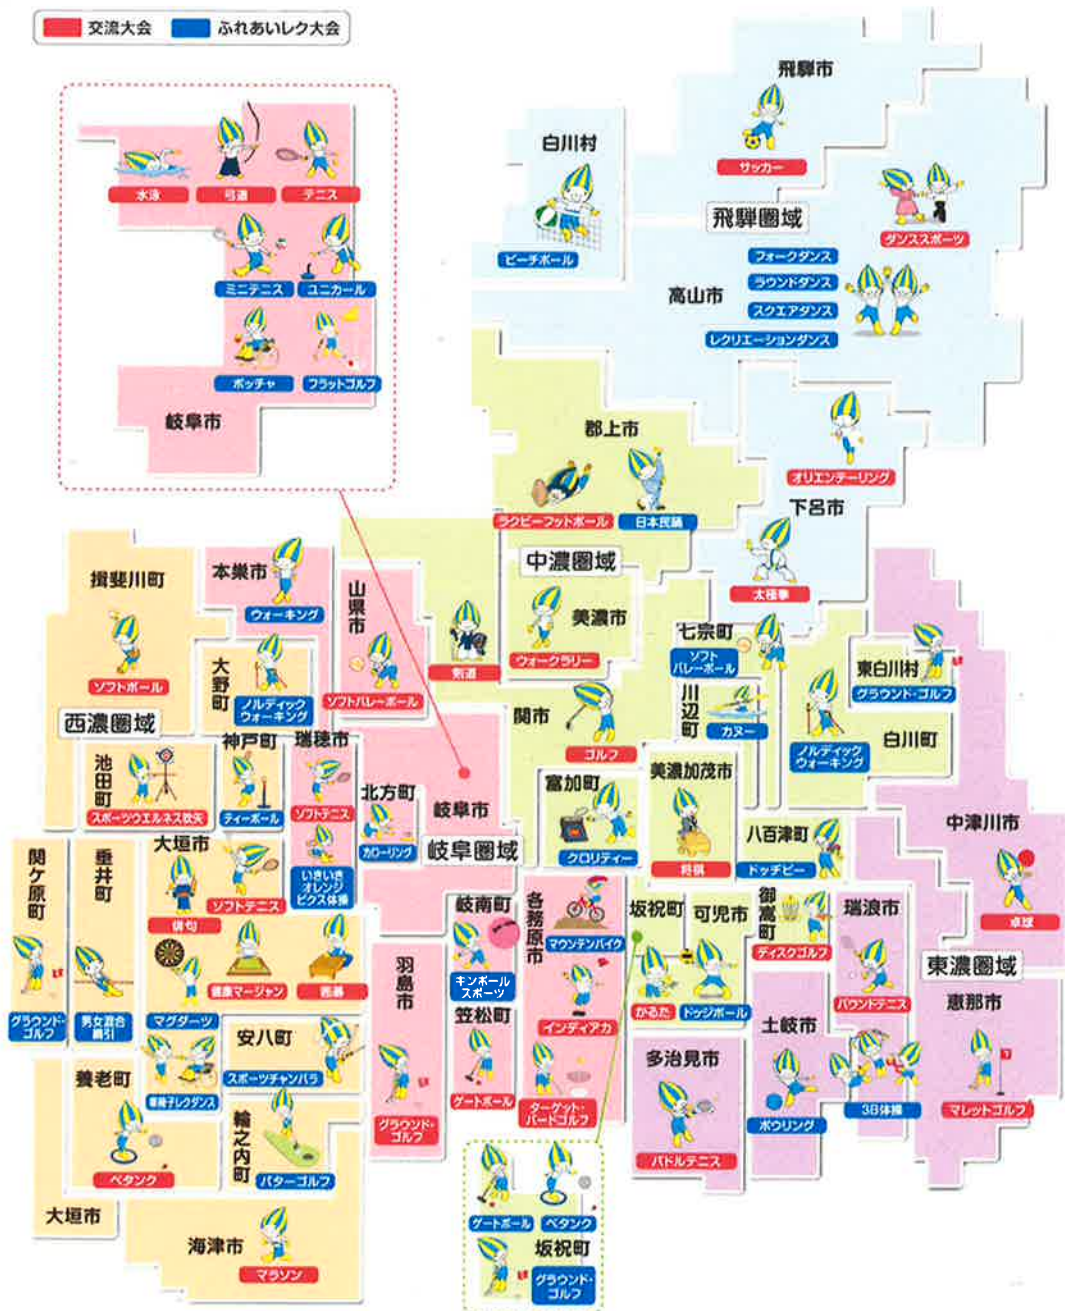 交流大会
ふれあいレク大会
水泳
弓道
テニス
ミニテニス
ユニカール
ボッチャ
フラットゴルフ
岐阜市
飛騨市
サッカー
白川村
ビーチボール
飛騨圏域
ダンススポーツ
フォークダンス
ラウンドダンス
スクエアダンス
レクリエーションダンス
高山市
オリエンテーリング
下呂市
太極拳
郡上市
ラグビーフットボール
日本民踊
中濃圏域
美濃市
ウォークラリー
剣道
関市
ゴルフ
七宗町
ソフト
バレーボール
川辺町
カヌー
東白川村
グラウンド・ゴルフ
白川町
ノルディック
ウォーキング
富加町
クロリティー
美濃加茂市
将棋
八百津町
ドッヂビー
坂祝町
可児市
かるた
ドッジボール
御嵩町
ディスクゴルフ
揖斐川町
ソフトボール
西濃圏域
大野町
ノルディック
ウォーキング
池田町
スポーツウエルネス吹矢
神戸町
ティーボール
本巣市
ウォーキング
山県市
ソフトバレーボール
瑞穂市
ソフトテニス
いきいき
オレンジ
ビクス体操
北方町
カローリング
岐阜市
岐阜圏域
関ケ原町
グラウンド・
ゴルフ
垂井町
男女混合
綱引
大垣市
俳句
ソフトテニス
健康マージャン
囲碁
マグダーツ
車椅子レクダンス
安八町
スポーツチャンバラ
養老町
ペタンク
輪之内町
パターゴルフ
大垣市
海津市
マラソン
羽島市
グラウンド・
ゴルフ
岐南町
キンボール
スポーツ
笠松町
ゲートボール
各務原市
マウンテンバイク
インディアカ
ターゲット・
バードゴルフ
ゲートボール
ペタンク
坂祝町
グラウンド・
ゴルフ
中津川市
卓球
東濃圏域
瑞浪市
バウンドテニス
恵那市
マレットゴルフ
土岐市
ボウリング
3B体操
多治見市
パドルテニス